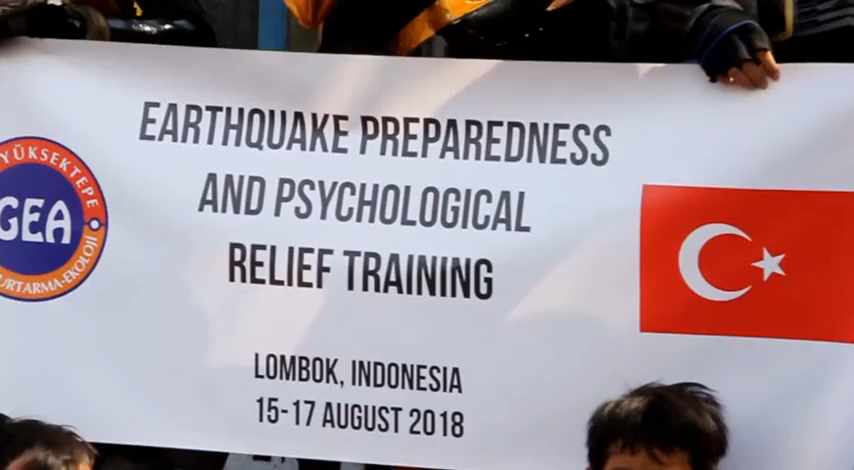 EARTHQUAKE PREPAREDNESS
AND PSYCHOLOGICAL
RELIEF TRAINING
LOMBOK, INDONESIA
15-17 AUGUST 2018
YÜKSEKTEPE
GEA